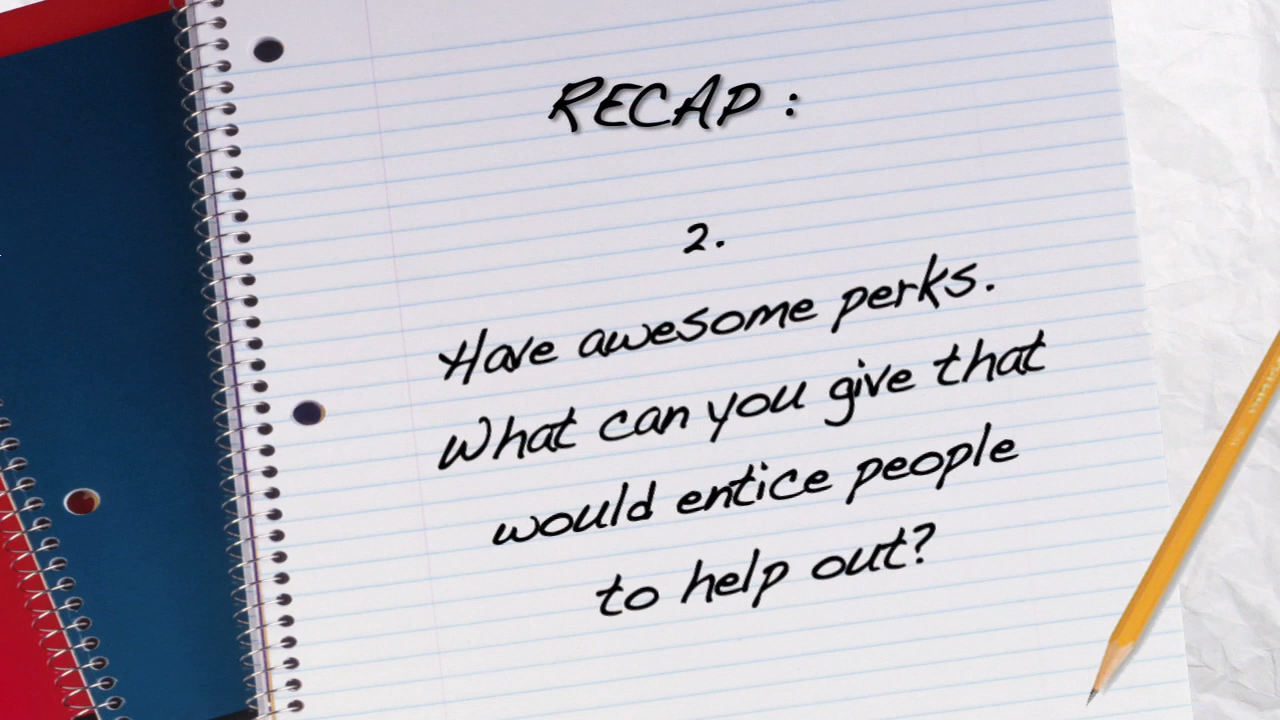 RECAP :
2.
Have awesome perks.
What can you give that
would entice people
to help out?